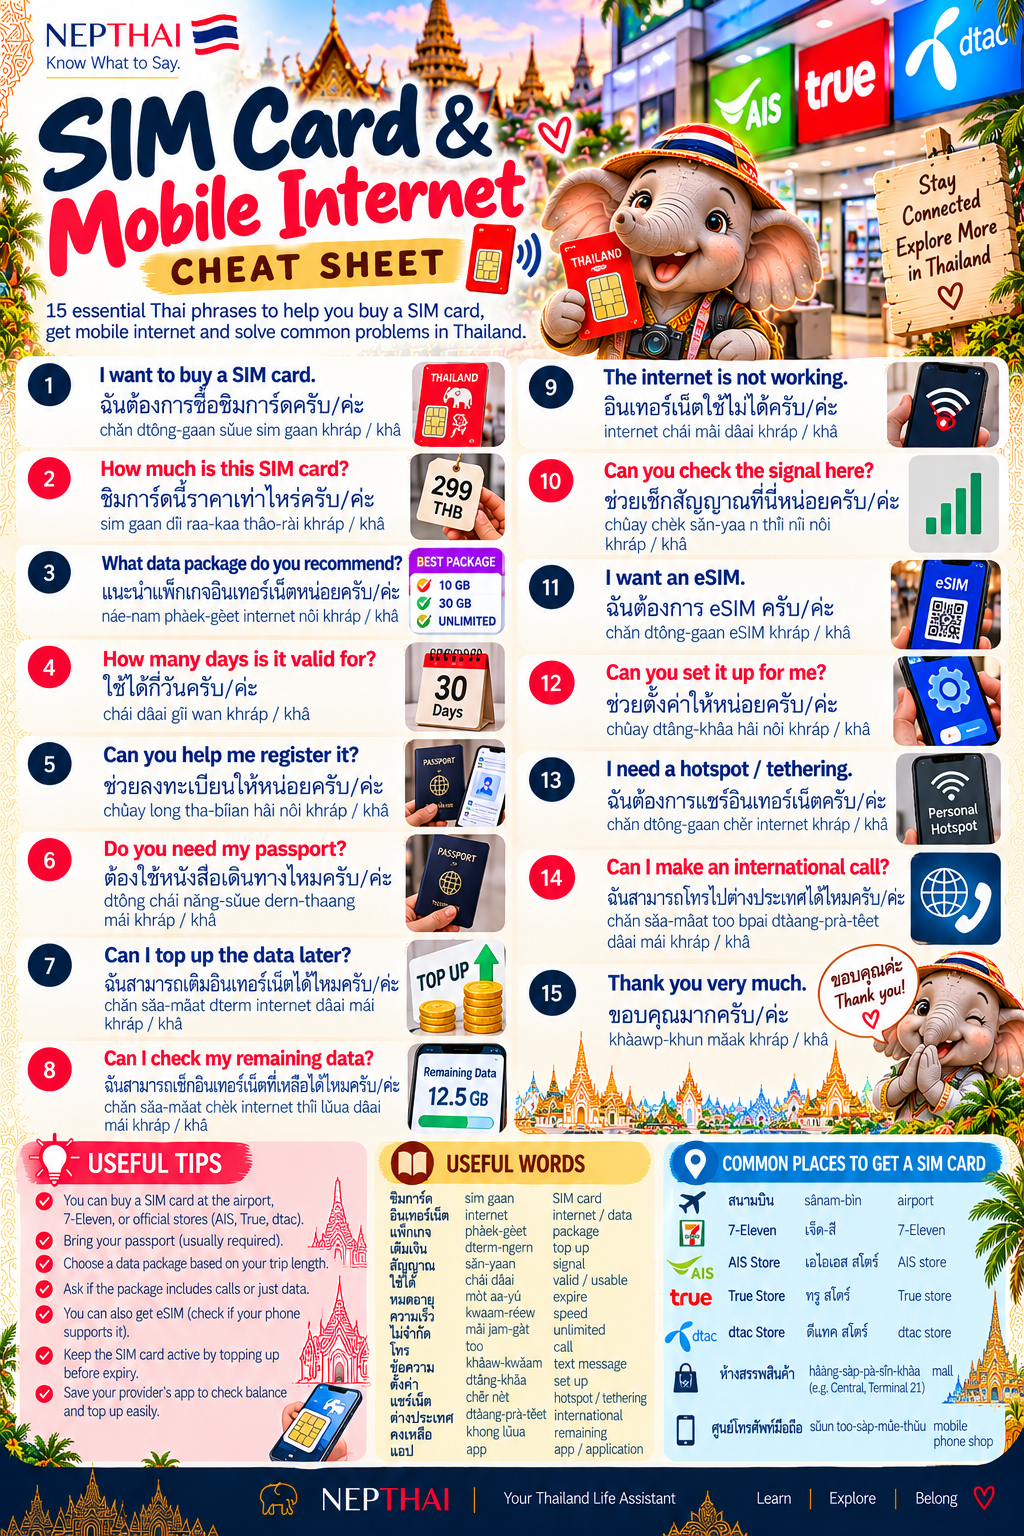 NEPTHAI
Know What to Say.
SIM Card &
Mobile Internet
CHEAT SHEET
15 essential Thai phrases to help you buy a SIM card,
get mobile internet and solve common problems in Thailand.
AIS
true
dtac
THAILAND
Stay
Connected
Explore More
in Thailand
1
I want to buy a SIM card.
ฉันต้องการซื้อซิมการ์ดครับ/ค่ะ
chǎn dtông-gaan sǔue sim gaan khráp / khâ
THAILAND
2
How much is this SIM card?
ซิมการ์ดนี้ราคาเท่าไหร่ครับ/ค่ะ
sim gaan dîi raa-kaa thâo-rài khráp / khâ
299
THB
3
What data package do you recommend?
แนะนำแพ็กเกจอินเทอร์เน็ตหน่อยครับ/ค่ะ
náe-nam phàek-gèet internet nôi khráp / khâ
BEST PACKAGE
10 GB
30 GB
UNLIMITED
4
How many days is it valid for?
ใช้ได้กี่วันครับ/ค่ะ
chái dâai gîi wan khráp / khâ
30
Days
5
Can you help me register it?
ช่วยลงทะเบียนให้หน่อยครับ/ค่ะ
chùay long tha-bîian hâi nôi khráp / khâ
PASSPORT
6
Do you need my passport?
ต้องใช้หนังสือเดินทางไหมครับ/ค่ะ
dtông chái nǎng-sǔue dern-thaang
mái khráp / khâ
PASSPORT
7
Can I top up the data later?
ฉันสามารถเติมอินเทอร์เน็ตได้ไหมครับ/ค่ะ
chǎn sǎa-mǎat dterm internet dâai mái
khráp / khâ
TOP UP
8
Can I check my remaining data?
ฉันสามารถเช็กอินเทอร์เน็ตที่เหลือได้ไหมครับ/ค่ะ
chǎn sǎa-mǎat chèk internet thîi lǔua dâai
mái khráp / khâ
Remaining Data
12.5 GB
9
The internet is not working.
อินเทอร์เน็ตใช้ไม่ได้ครับ/ค่ะ
internet chái mài dâai khráp / khâ
10
Can you check the signal here?
ช่วยเช็กสัญญาณที่นี่หน่อยครับ/ค่ะ
chûay chèk sǎn-yaa n thîi nîi nôi
khráp / khâ
11
I want an eSIM.
ฉันต้องการ eSIM ครับ/ค่ะ
chǎn dtông-gaan eSIM khráp / khâ
eSIM
12
Can you set it up for me?
ช่วยตั้งค่าให้หน่อยครับ/ค่ะ
chûay dtâng-khâa hâi nôi khráp / khâ
13
I need a hotspot / tethering.
ฉันต้องการแชร์อินเทอร์เน็ตครับ/ค่ะ
chǎn dtông-gaan chěr internet khráp / khâ
Personal
Hotspot
14
Can I make an international call?
ฉันสามารถโทรไปต่างประเทศได้ไหมครับ/ค่ะ
chǎn sǎa-mâat too bpai dtàang-prà-têet
dâai mái khráp / khâ
15
Thank you very much.
ขอบคุณมากครับ/ค่ะ
khàawp-khun mǎak khráp / khâ
ขอบคุณค่ะ
Thank you!
USEFUL TIPS
You can buy a SIM card at the airport,
7-Eleven, or official stores (AIS, True, dtac).
Bring your passport (usually required).
Choose a data package based on your trip length.
Ask if the package includes calls or just data.
You can also get eSIM (check if your phone
supports it).
Keep the SIM card active by topping up
before expiry.
Save your provider's app to check balance
and top up easily.
USEFUL WORDS
ซิมการ์ด sim gaan SIM card
อินเทอร์เน็ต internet internet / data
แพ็กเกจ phàek-gèet package
เติมเงิน dterm-ngern top up
สัญญาณ sǎn-yaan signal
ใช้ได้ chái dâai valid / usable
หมดอายุ mòt aa-yú expire
ความเร็ว kwaam-réew speed
ไม่จำกัด mǎi jam-gàt unlimited
โทร too call
ข้อความ khâaw-kwǎam text message
ตั้งค่า dtâng-khǎa set up
แชร์เน็ต chěr nèt hotspot / tethering
ต่างประเทศ dtàang-prà-têet international
คงเหลือ khong lǔua remaining
แอป app app / application
COMMON PLACES TO GET A SIM CARD
สนามบิน sânam-bìn airport
7-Eleven เจ็ด-สี 7-Eleven
AIS
AIS Store เอไอเอส สโตร์ AIS store
true
True Store ทรู สโตร์ True store
dtac
dtac Store ดีแทค สโตร์ dtac store
ห้างสรรพสินค้า hâàng-sàp-pà-sîn-khàa mall
(e.g. Central, Terminal 21)
ศูนย์โทรศัพท์มือถือ sǔun too-sàp-mûe-thǔu mobile
phone shop
NEPTHAI
Your Thailand Life Assistant
Learn
Explore
Belong